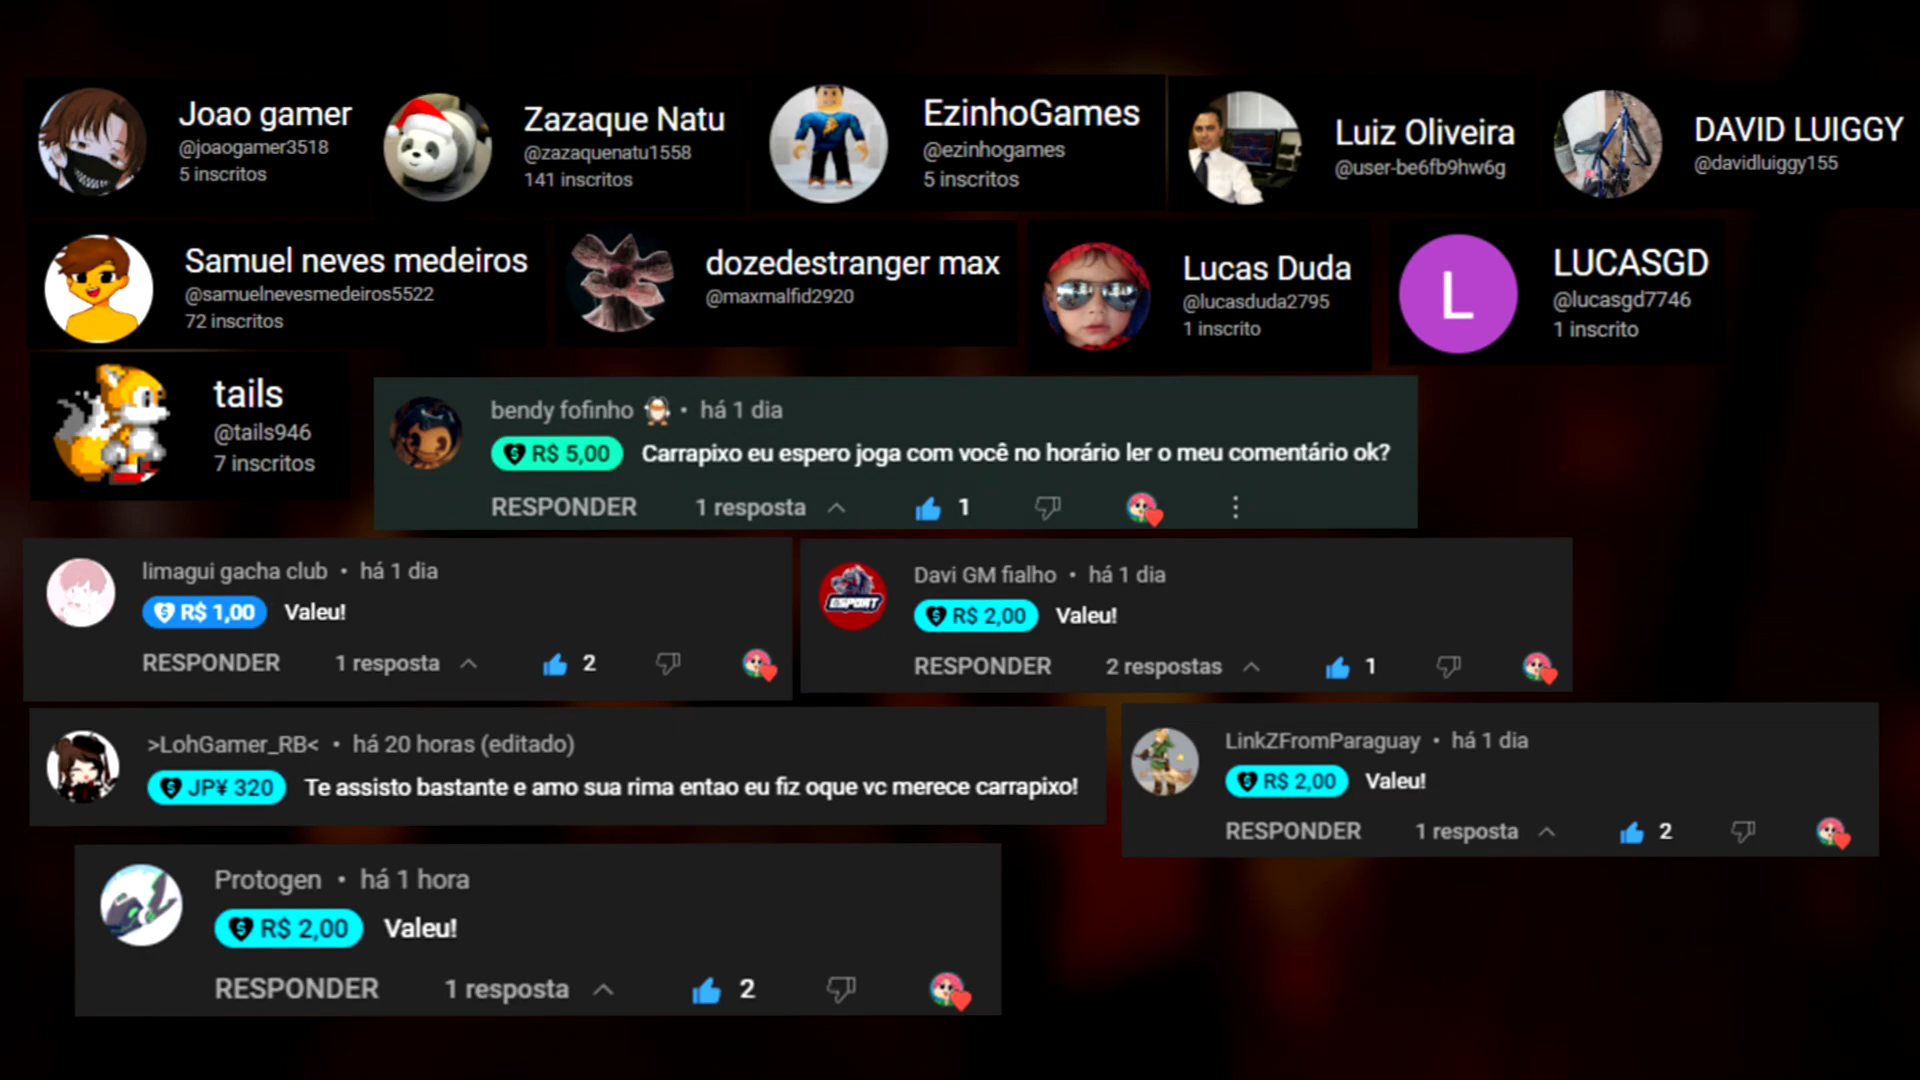 Joao gamer
@joaogamer3518
5 inscritos
Zazaque Natu
@zazaquenatu1558
141 inscritos
EzinhoGames
@ezinhogames
5 inscritos
Luiz Oliveira
@user-be6fb9hw6g
DAVID LUIGGY
@davidluiggy155
Samuel neves medeiros
@samuelnevesmedeiros5522
72 inscritos
dozedestranger max
@maxmalfid2920
Lucas Duda
@lucasduda2795
1 inscrito
L
LUCASGD
@lucasgd7746
1 inscrito
tails
@tails946
7 inscritos
bendy fofinho • há 1 dia
R$ 5,00 Carrapixo eu espero joga com você no horário ler o meu comentário ok?
RESPONDER 1 resposta 1
limagui gacha club • há 1 dia
R$ 1,00 Valeu!
RESPONDER 1 resposta 2
ESPORT
Davi GM fialho • há 1 dia
R$ 2,00 Valeu!
RESPONDER 2 respostas 1
>LohGamer_RB< • há 20 horas (editado)
JP¥ 320 Te assisto bastante e amo sua rima entao eu fiz oque vc merece carrapixo!
LinkZFromParaguay • há 1 dia
R$ 2,00 Valeu!
RESPONDER 1 resposta 2
Protogen • há 1 hora
R$ 2,00 Valeu!
RESPONDER 1 resposta 2